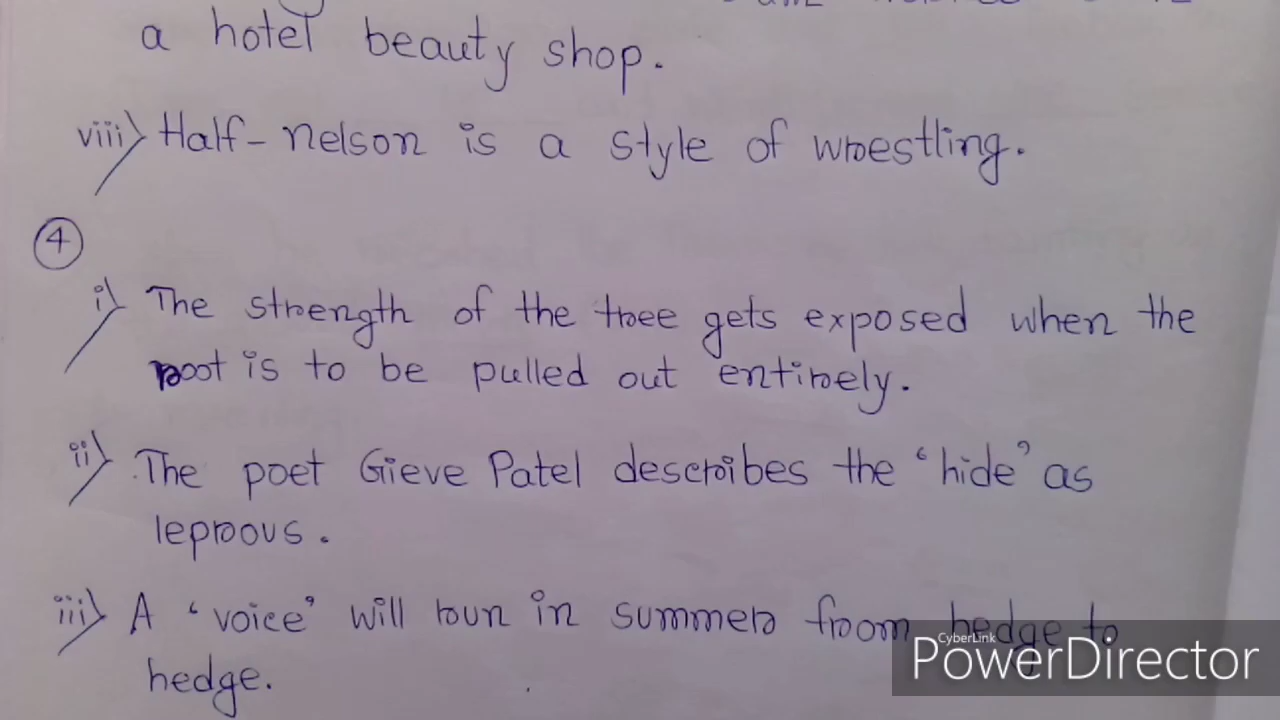 a hotel beauty shop.
viii) Half-nelson is a style of wrestling.
4
i) The strength of the tree gets exposed when the
root is to be pulled out entirely.
ii) The poet Gieve Patel describes the 'hide' as
leprous.
iii) A 'voice' will run in summer from hedge to
hedge.
CyberLink
PowerDirector